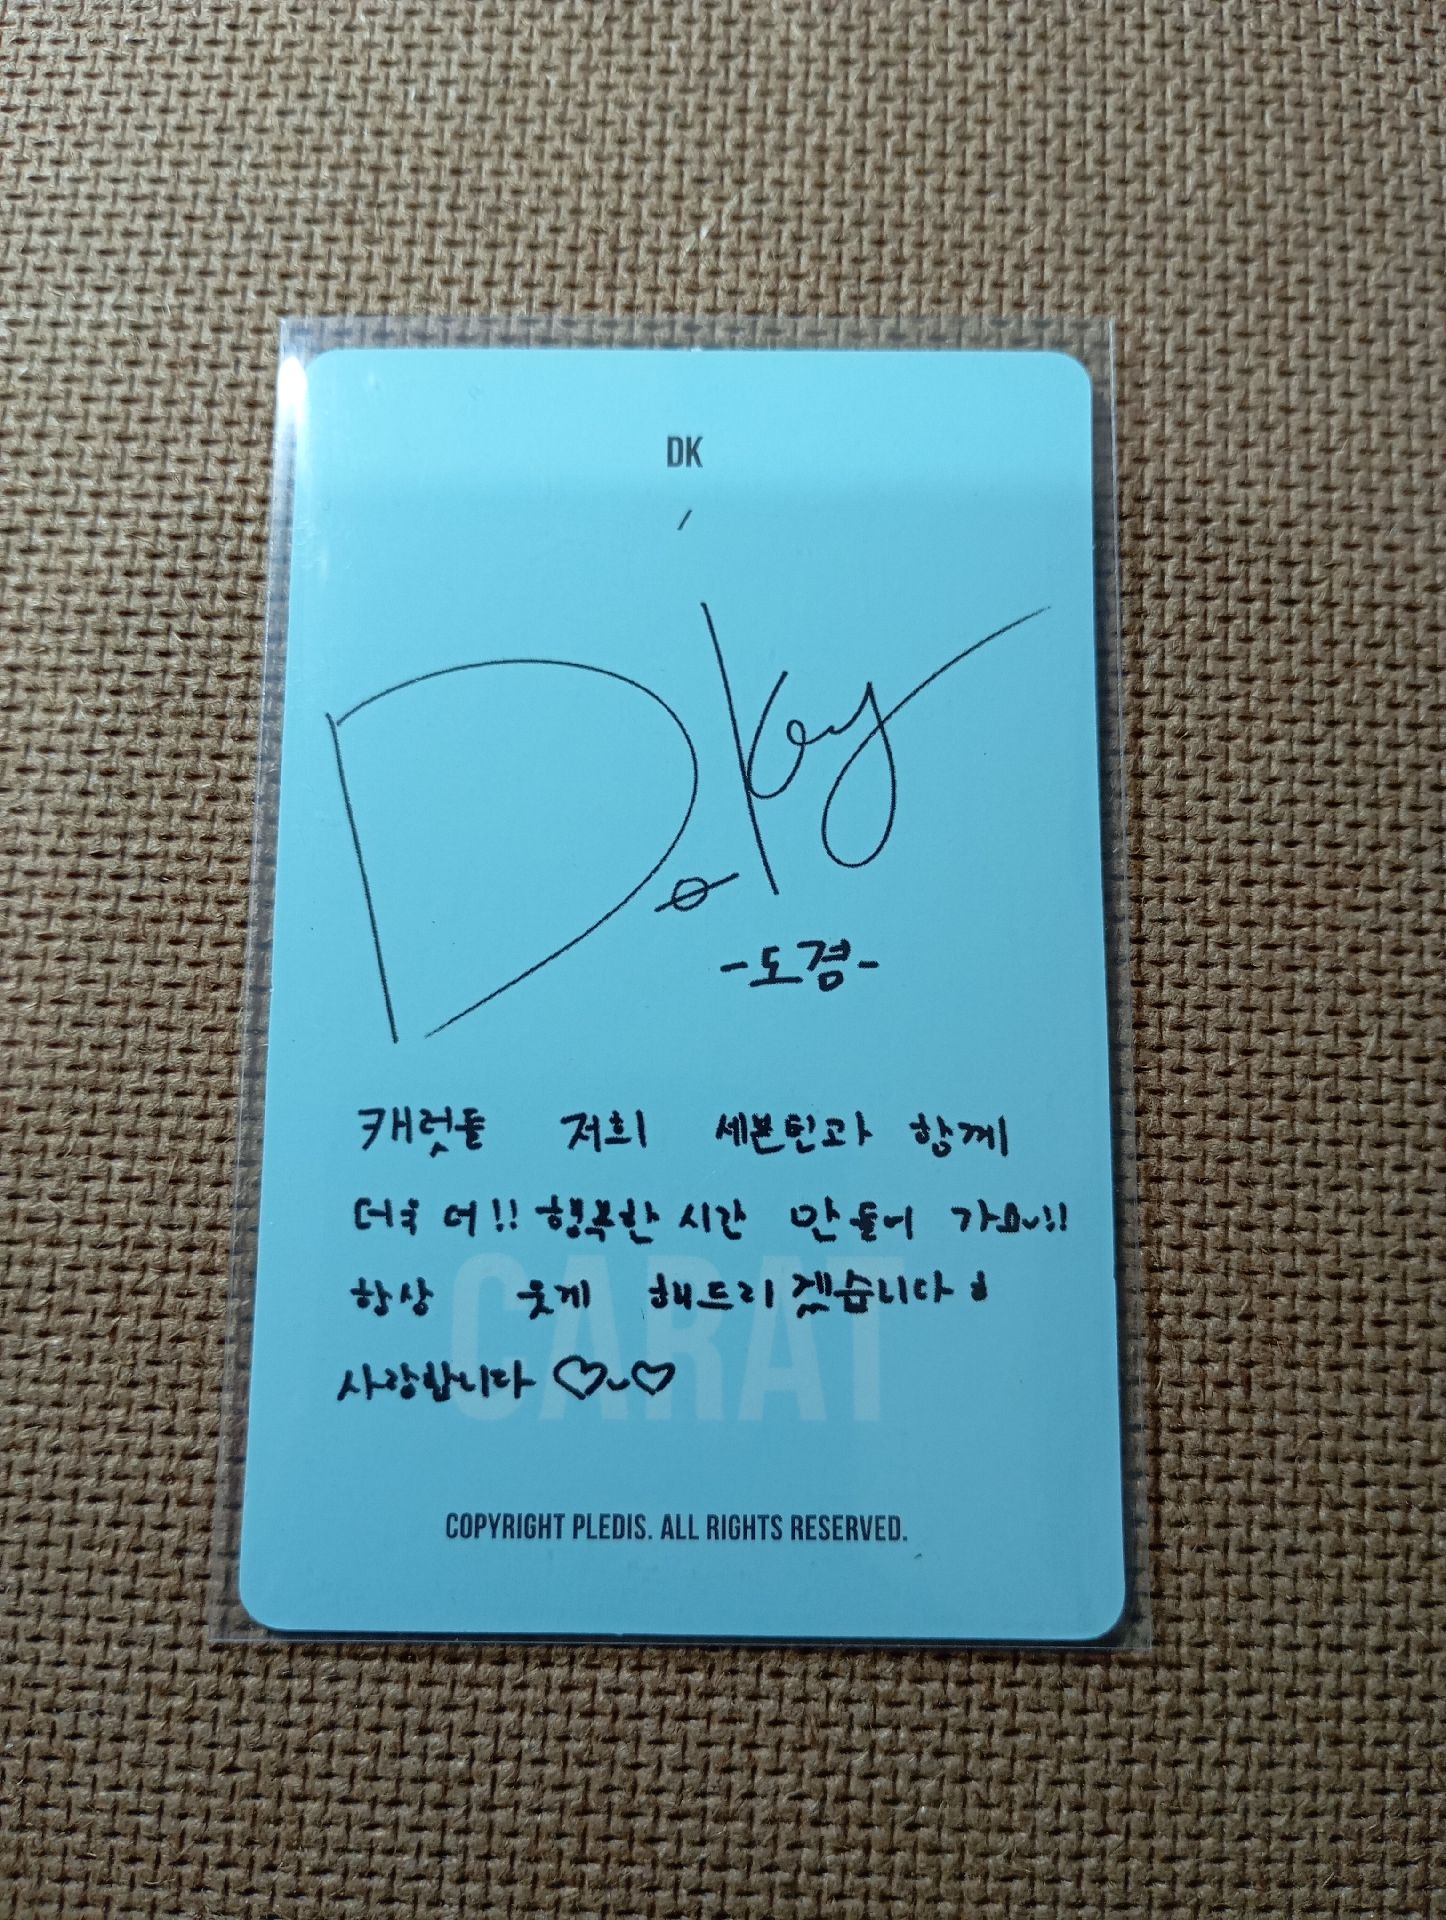 DK
/
D.Ky
-도겸-
캐럿들 저희 세븐틴과 함께
더욱 더!! 행복한 시간 만들어 가요~!!
항상 웃게 해드리겠습니다ㅎ
사랑합니다 ♡~♡
CARAT
COPYRIGHT PLEDIS. ALL RIGHTS RESERVED.